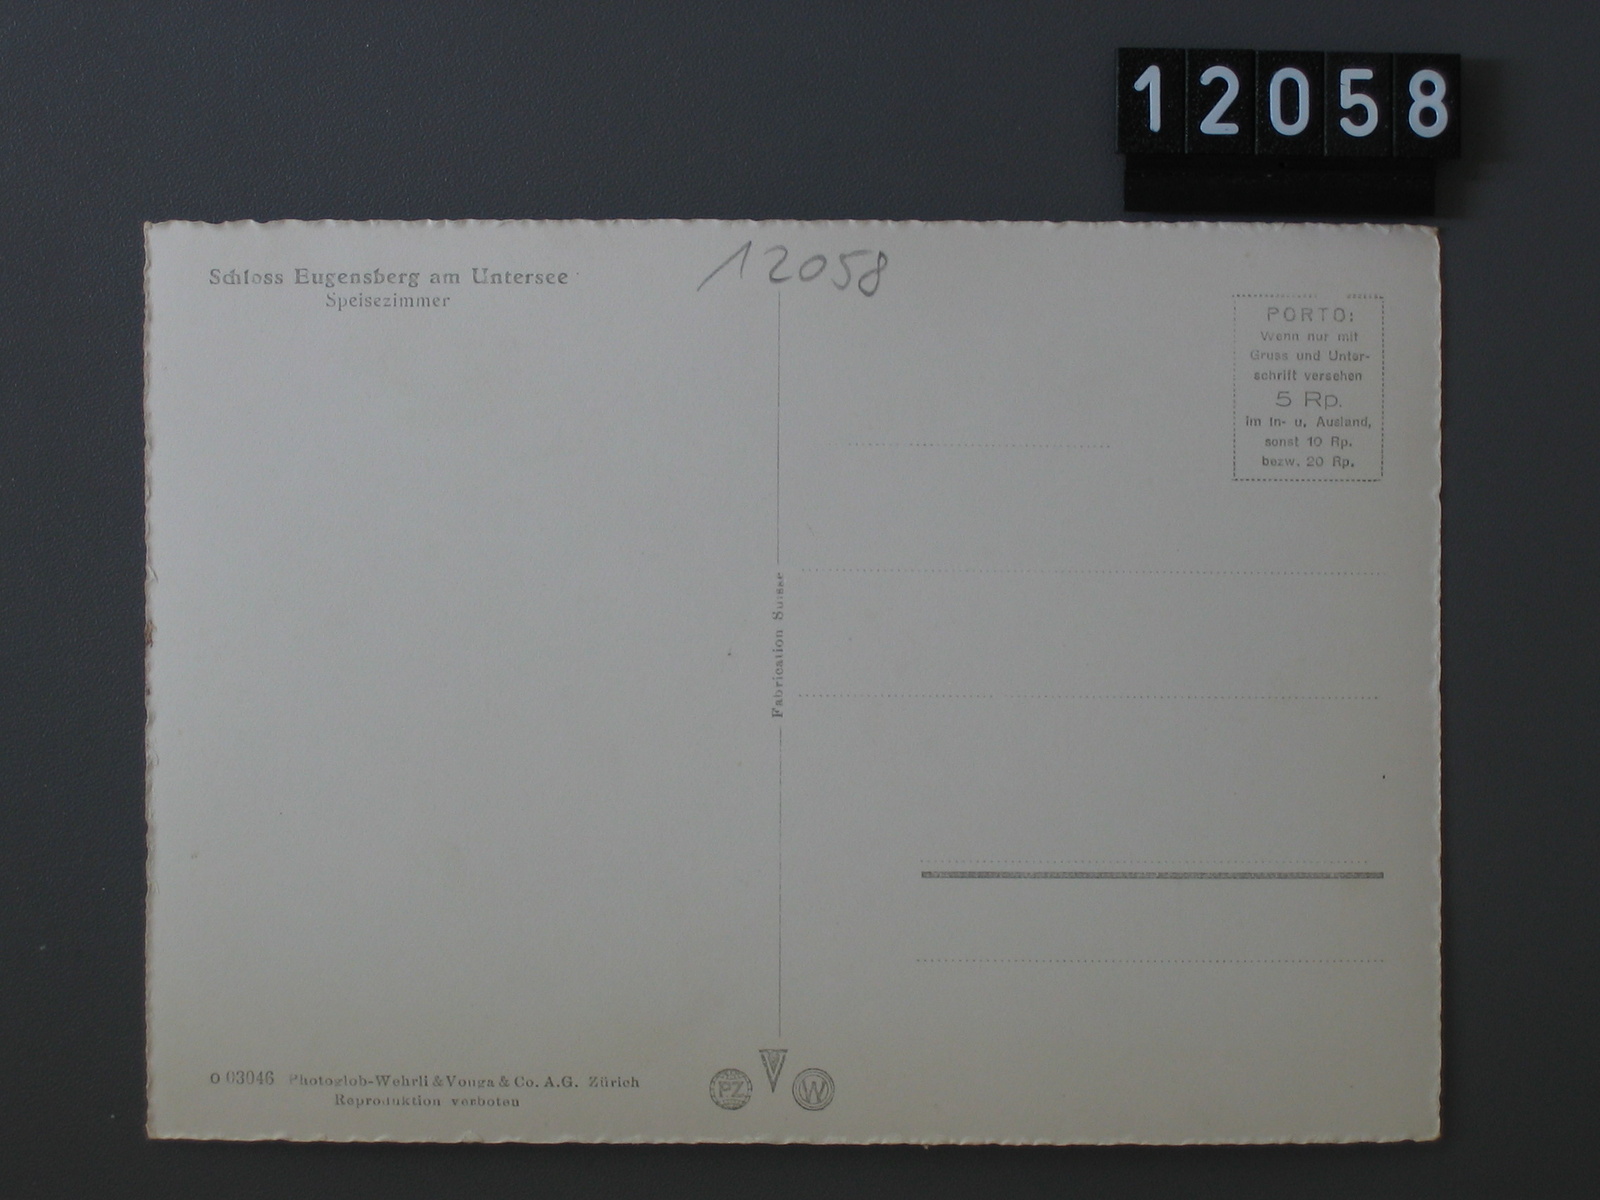 12058
12058
Schloss Eugensberg am Untersee
Speisezimmer
PORTO:
Wenn nur mit
Gruss und Unter-
schrift versehen
5 Rp.
im In- u. Ausland,
sonst 10 Rp.
bezw. 20 Rp.
Fabrication Suisse
O 03046 Photoglob-Wehrli & Vouga & Co. A.G. Zürich
Reproduktion verboten
PZ
V
W